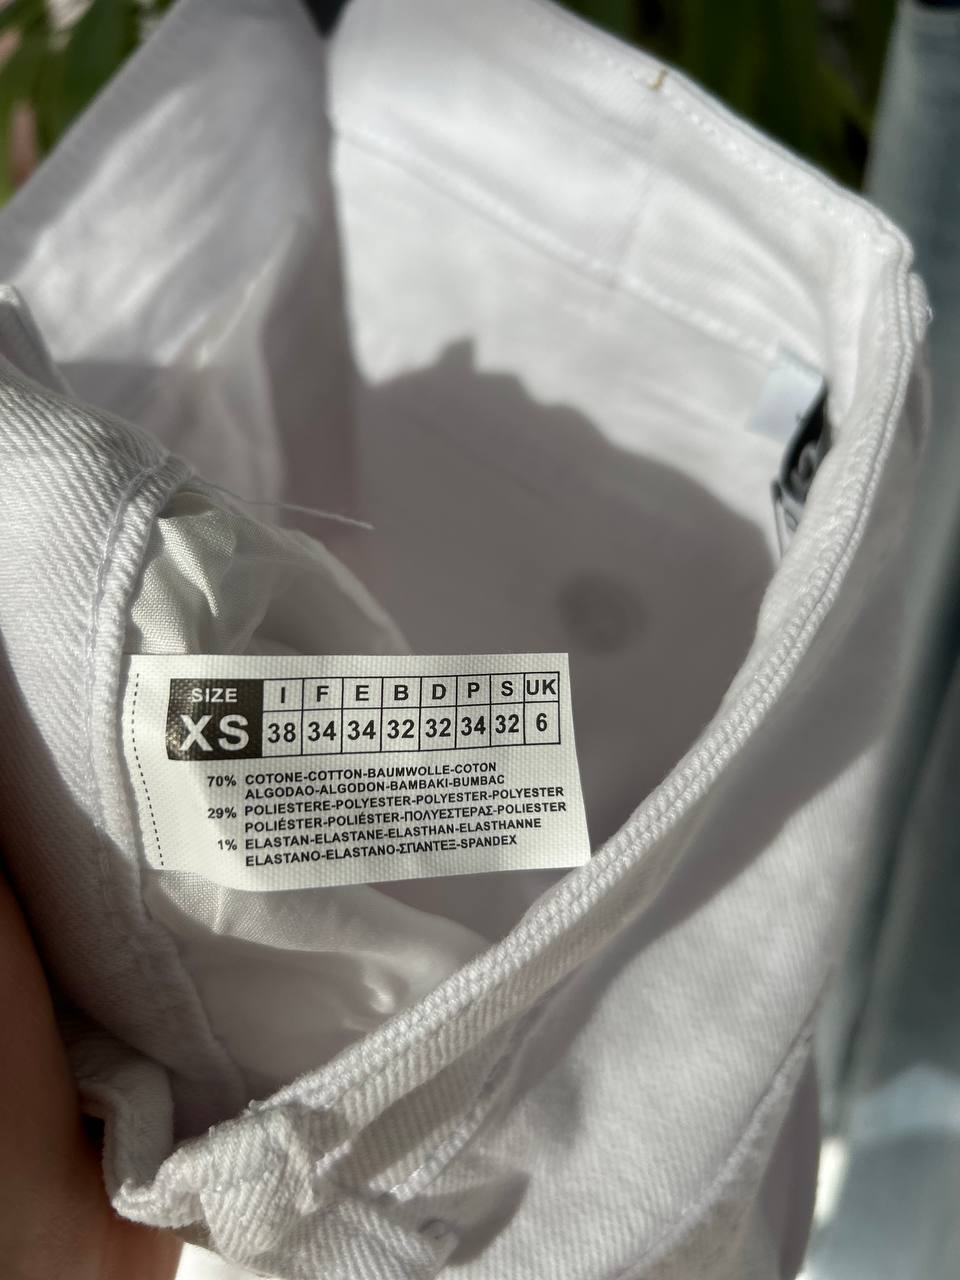 SIZE I F E B D P S UK
XS 38 34 34 32 32 34 32 6
70% COTONE-COTTON-BAUMWOLLE-COTON
ALGODAO-ALGODON-BAMBAKI-BUMBAC
29% POLIESTERE-POLYESTER-POLYESTER-POLYESTER
POLIÉSTER-POLIÉSTER-ΠΟΛΥΕΣΤΕΡΑΣ-POLIESTER
1% ELASTAN-ELASTANE-ELASTHAN-ELASTHANNE
ELASTANO-ELASTANO-ΣΠΑΝΤΕΞ-SPANDEX